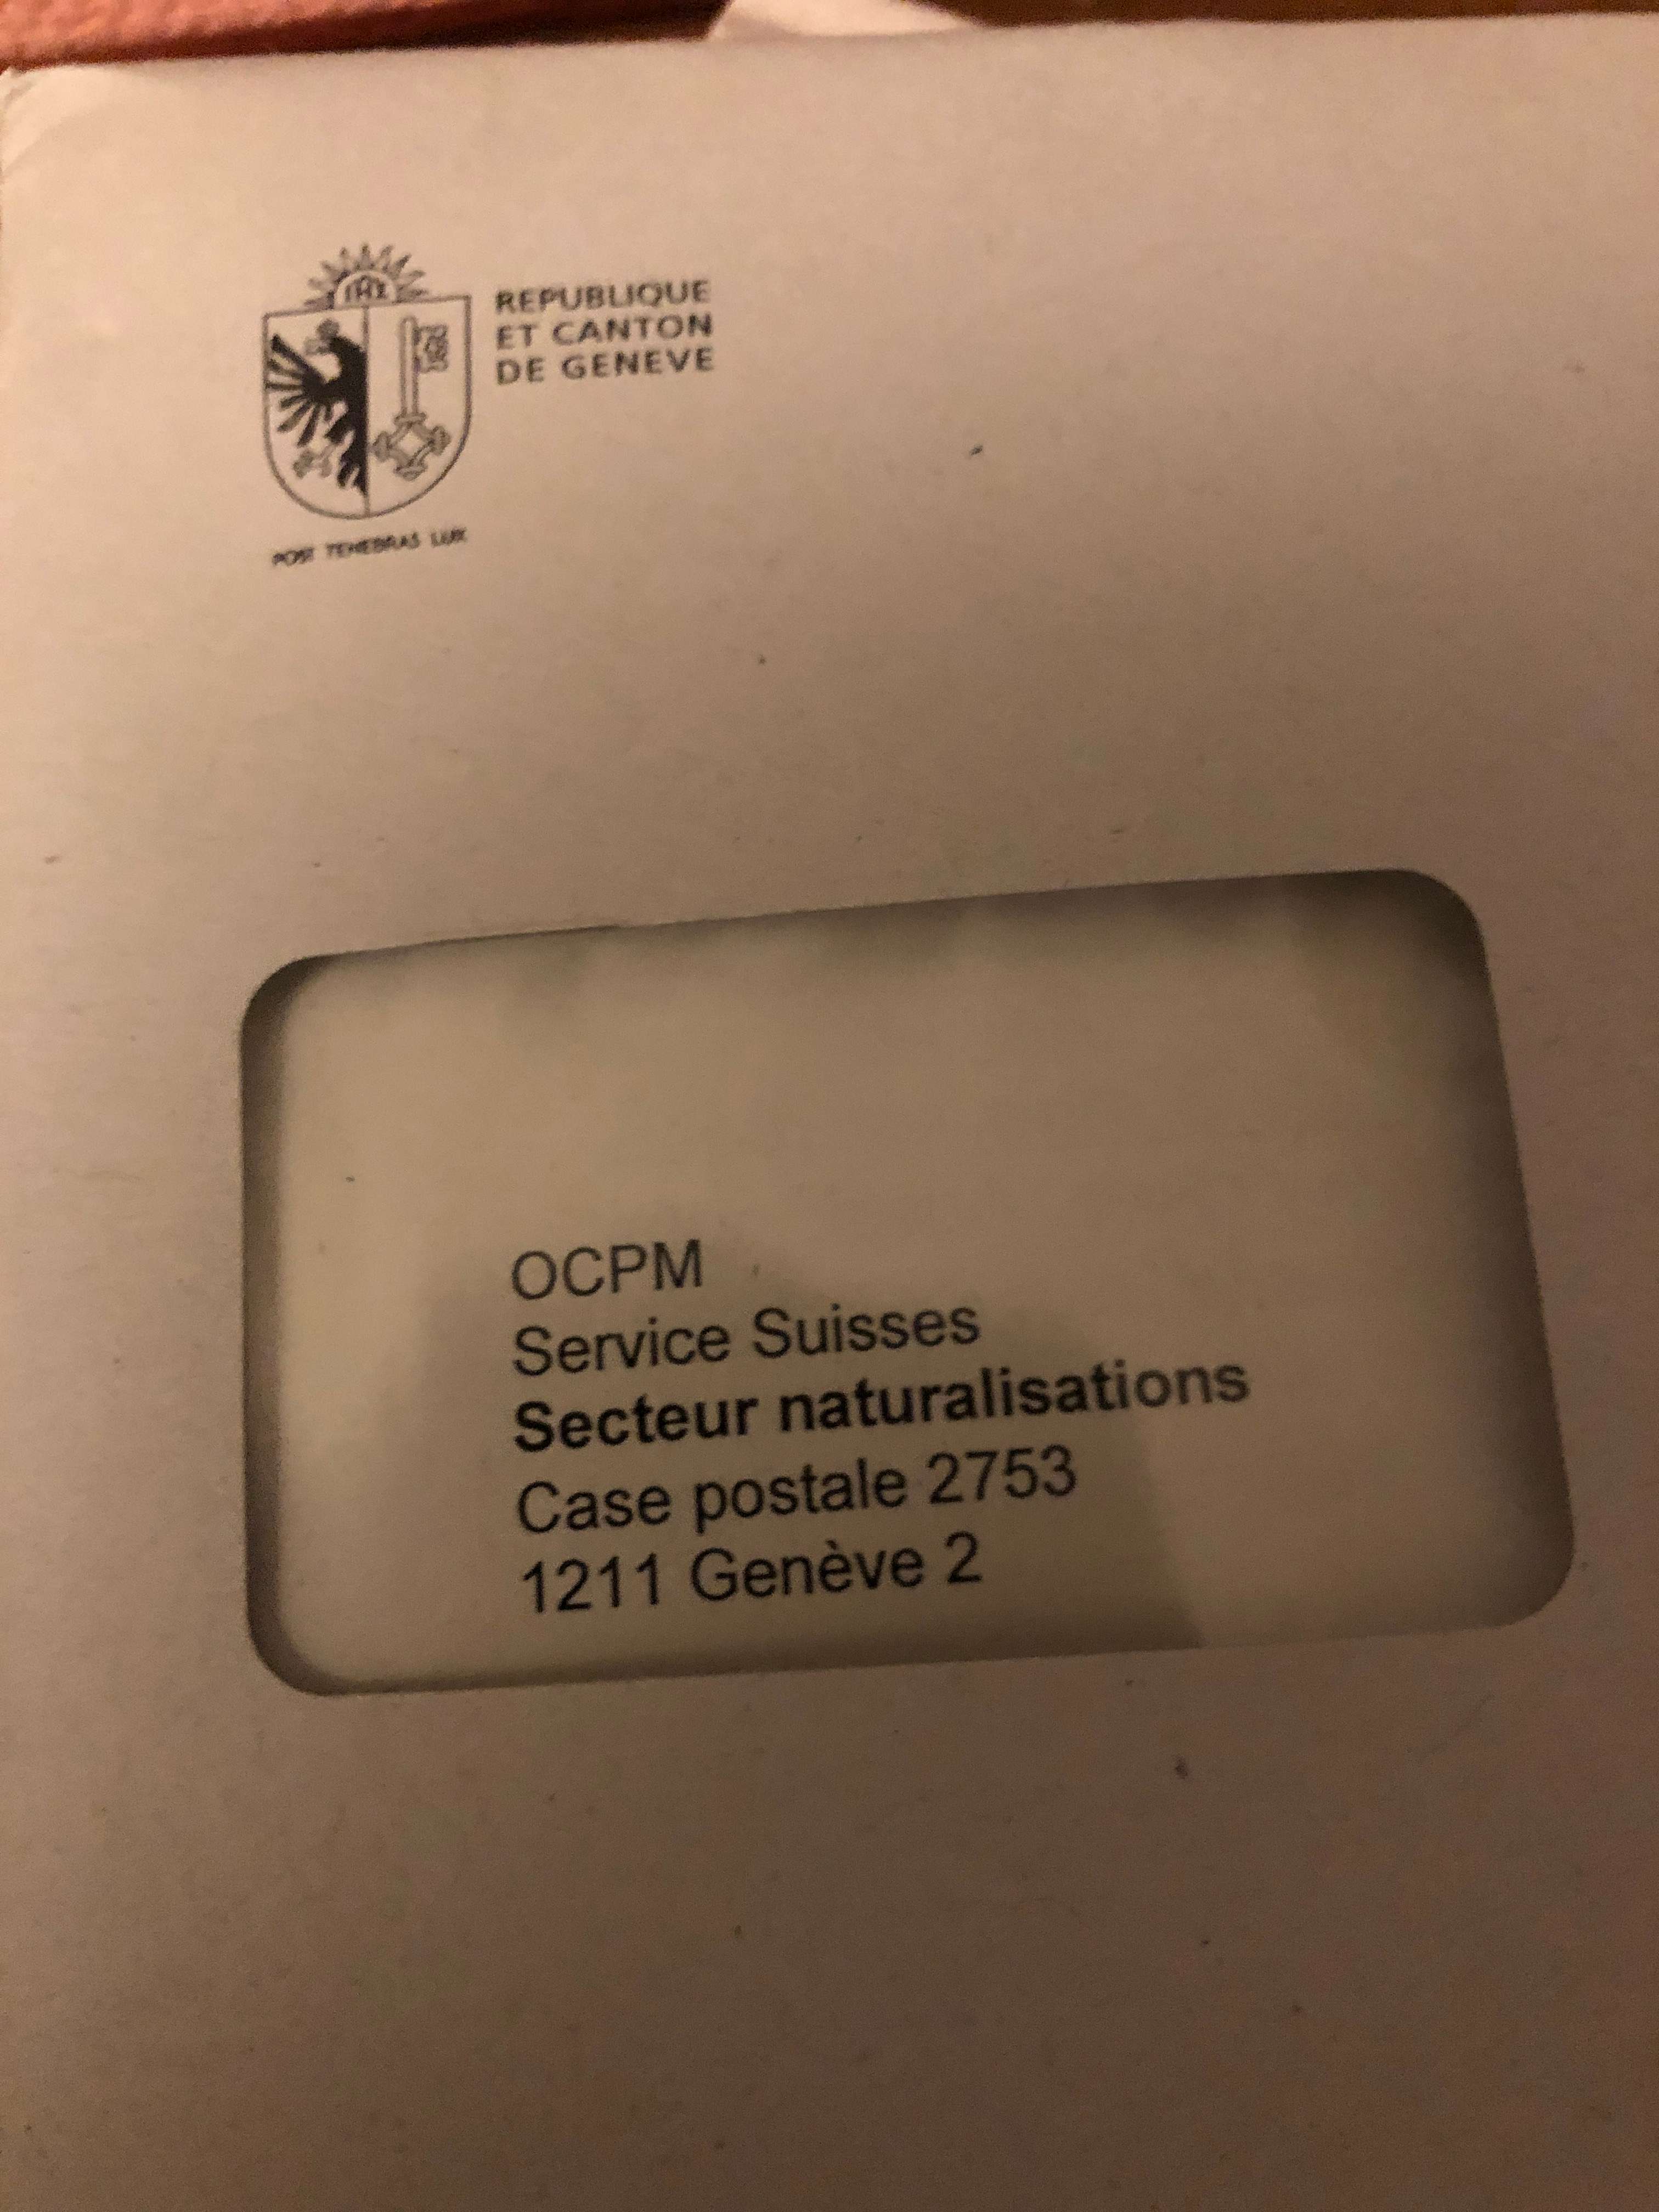 IHΣ
REPUBLIQUE
ET CANTON
DE GENEVE
POST TENEBRAS LUX
OCPM
Service Suisses
Secteur naturalisations
Case postale 2753
1211 Genève 2